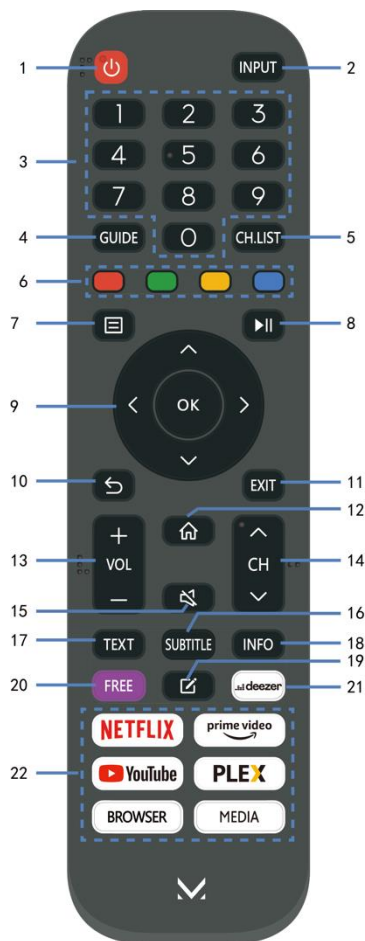 1
INPUT
2
1 2 3
3
4 5 6
7 8 9
4
GUIDE
0
CH.LIST
5
6
7
8
9
OK
10
EXIT
11
12
+
13
VOL
CH
14
–
15
16
17
TEXT
SUBTITLE
INFO
18
19
20
FREE
deezer
21
NETFLIX
prime video
22
YouTube
PLEX
BROWSER
MEDIA